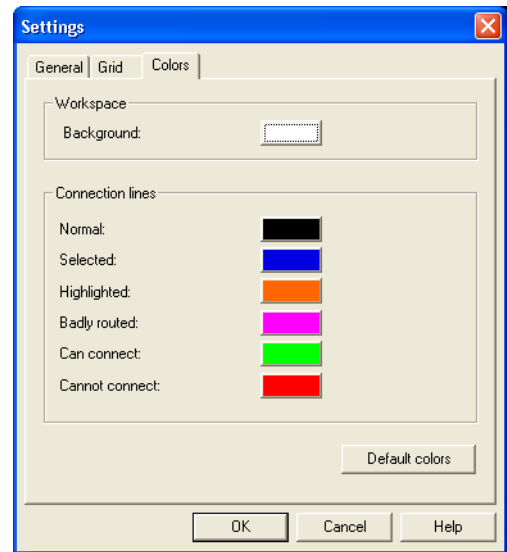 Settings
General Grid Colors
Workspace
Background:
Connection lines
Normal:
Selected:
Highlighted:
Badly routed:
Can connect:
Cannot connect:
Default colors
OK Cancel Help